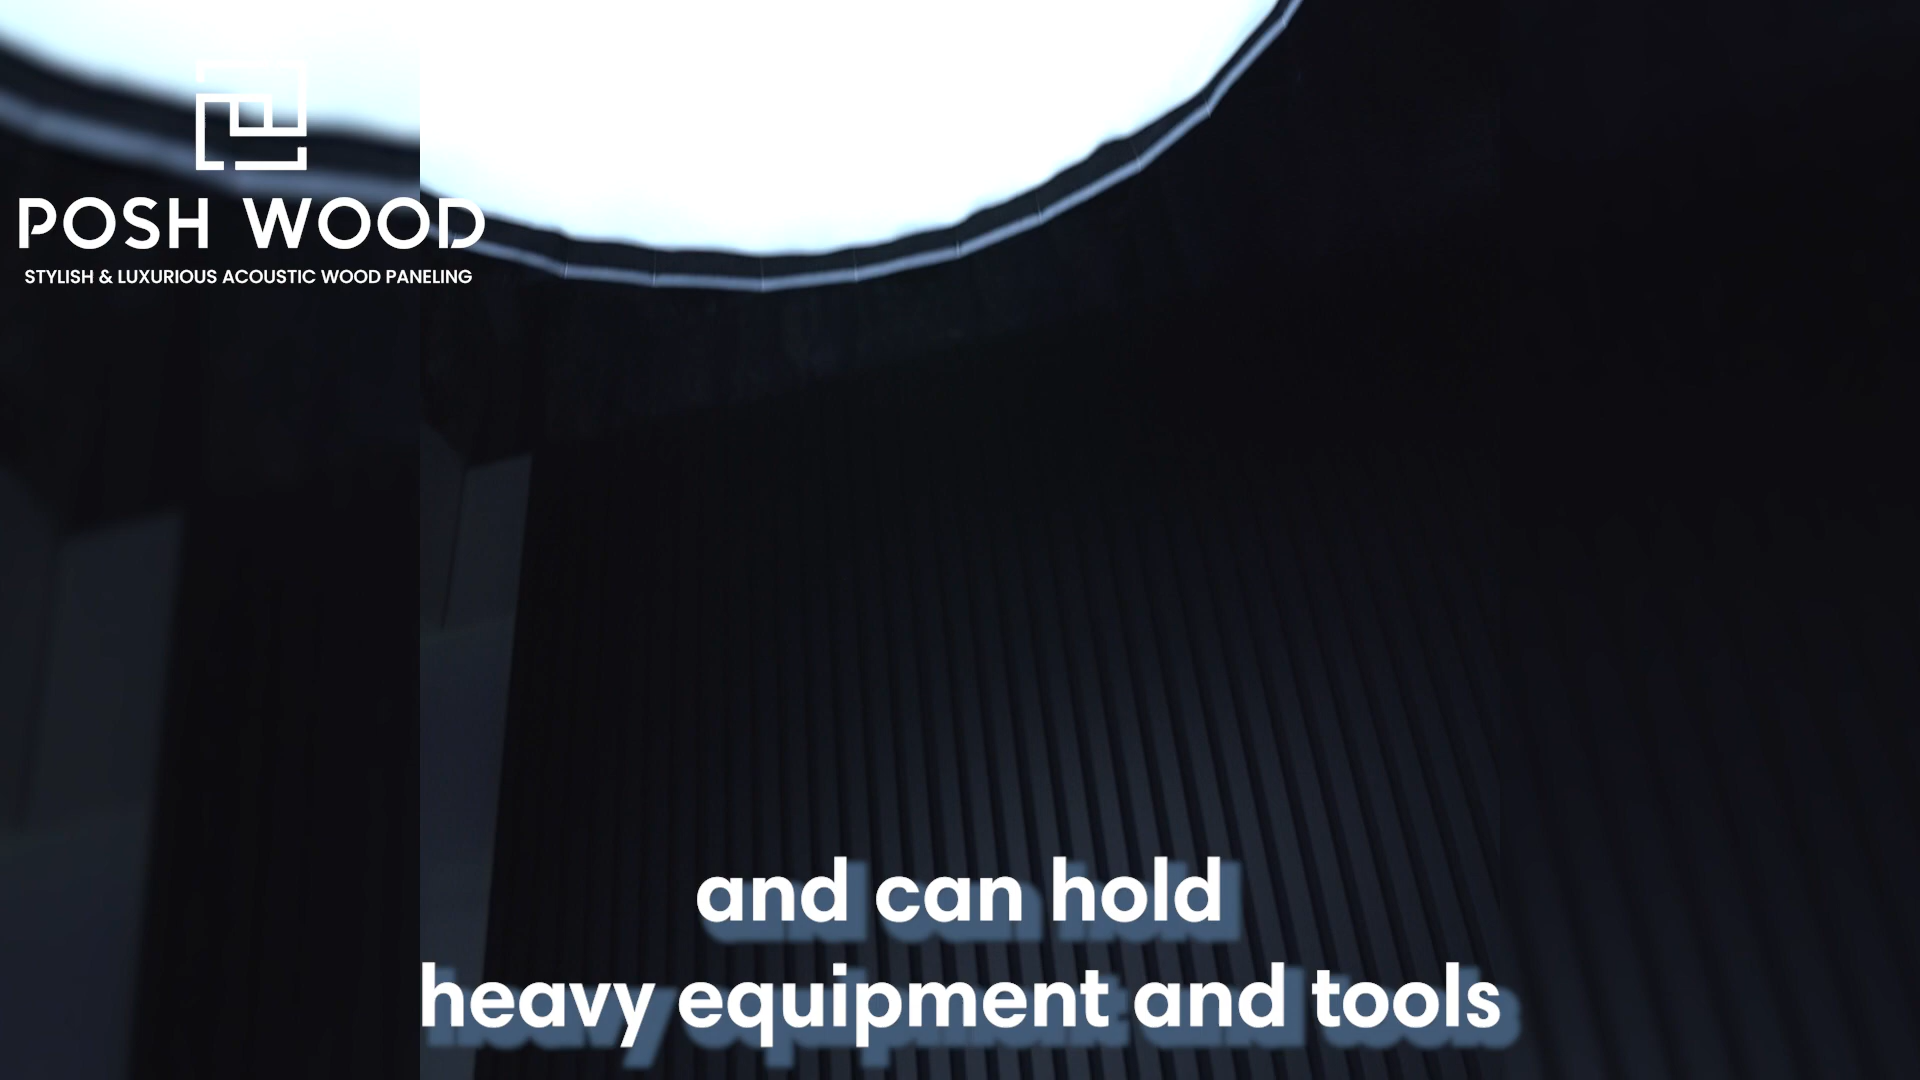 POSH WOOD
STYLISH & LUXURIOUS ACOUSTIC WOOD PANELING
and can hold
heavy equipment and tools